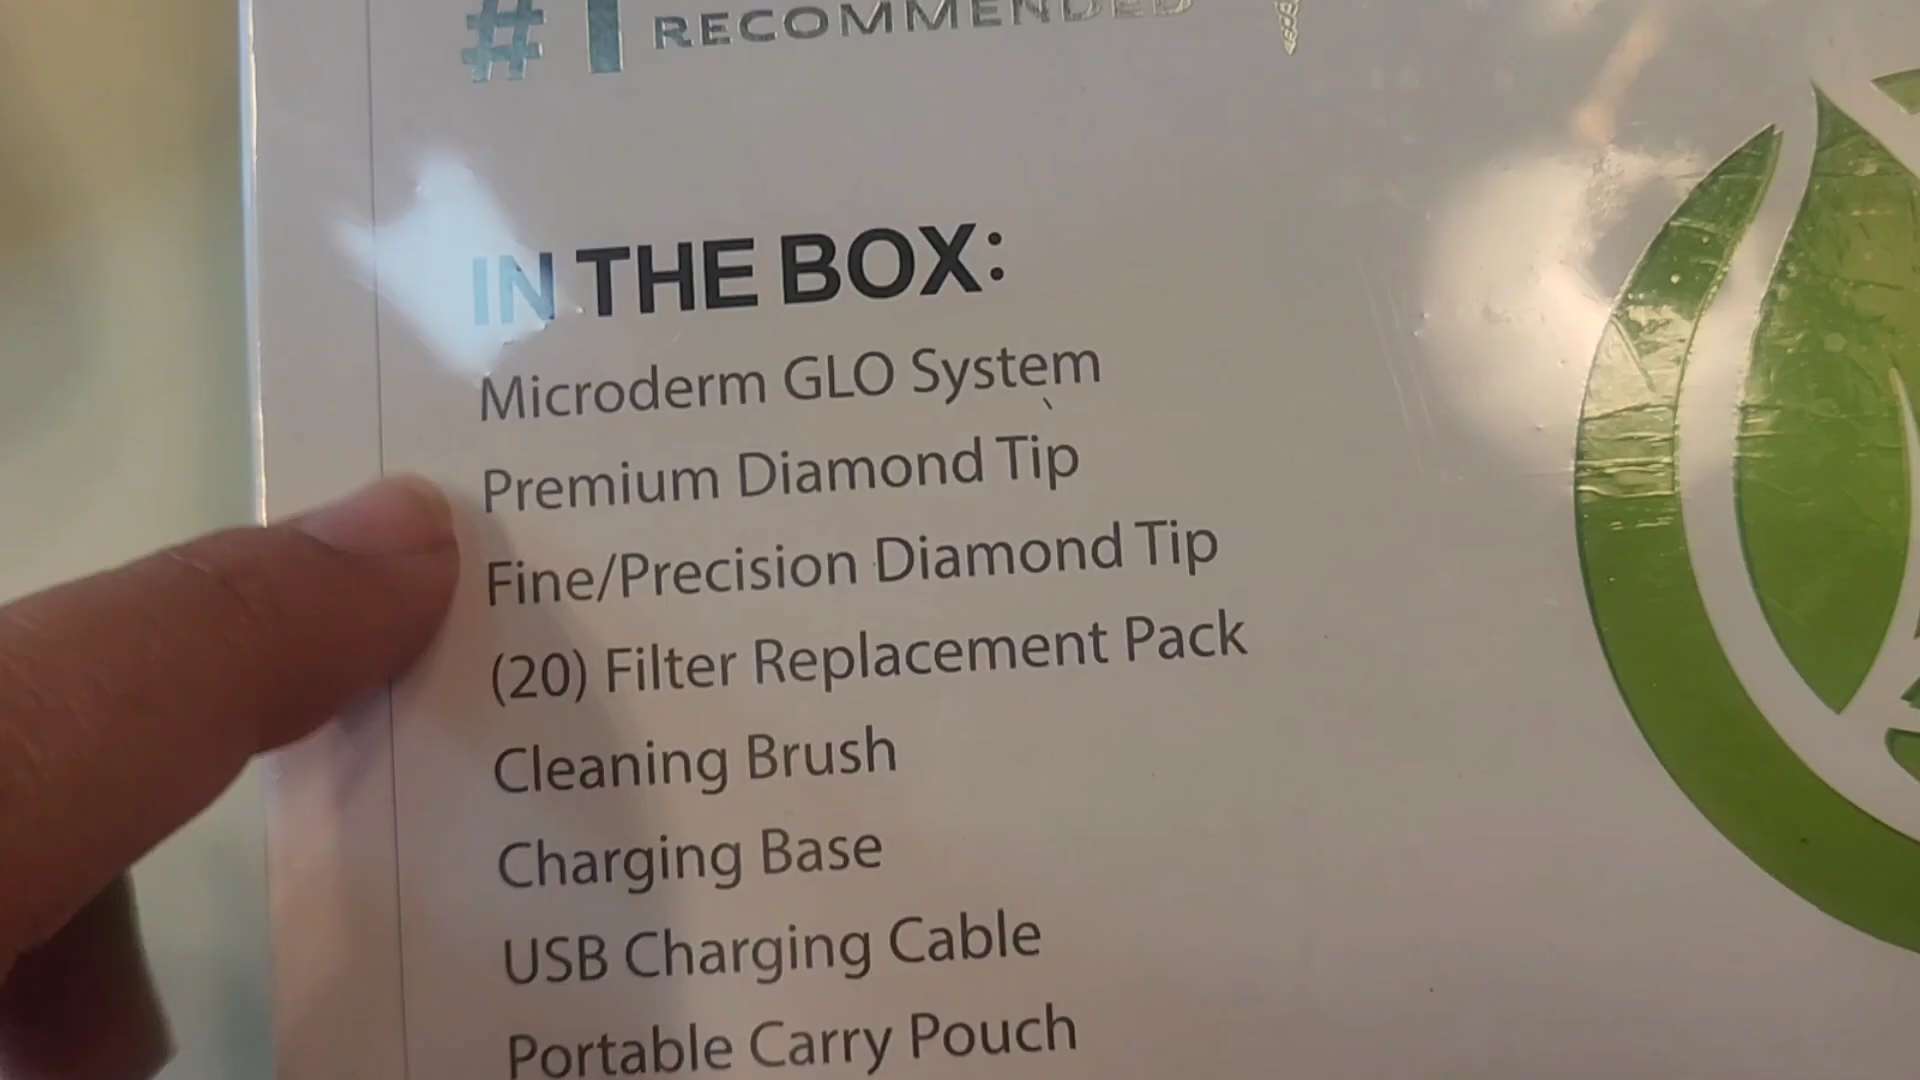 #1 RECOMMENDED
IN THE BOX:
Microderm GLO System
Premium Diamond Tip
Fine/Precision Diamond Tip
(20) Filter Replacement Pack
Cleaning Brush
Charging Base
USB Charging Cable
Portable Carry Pouch